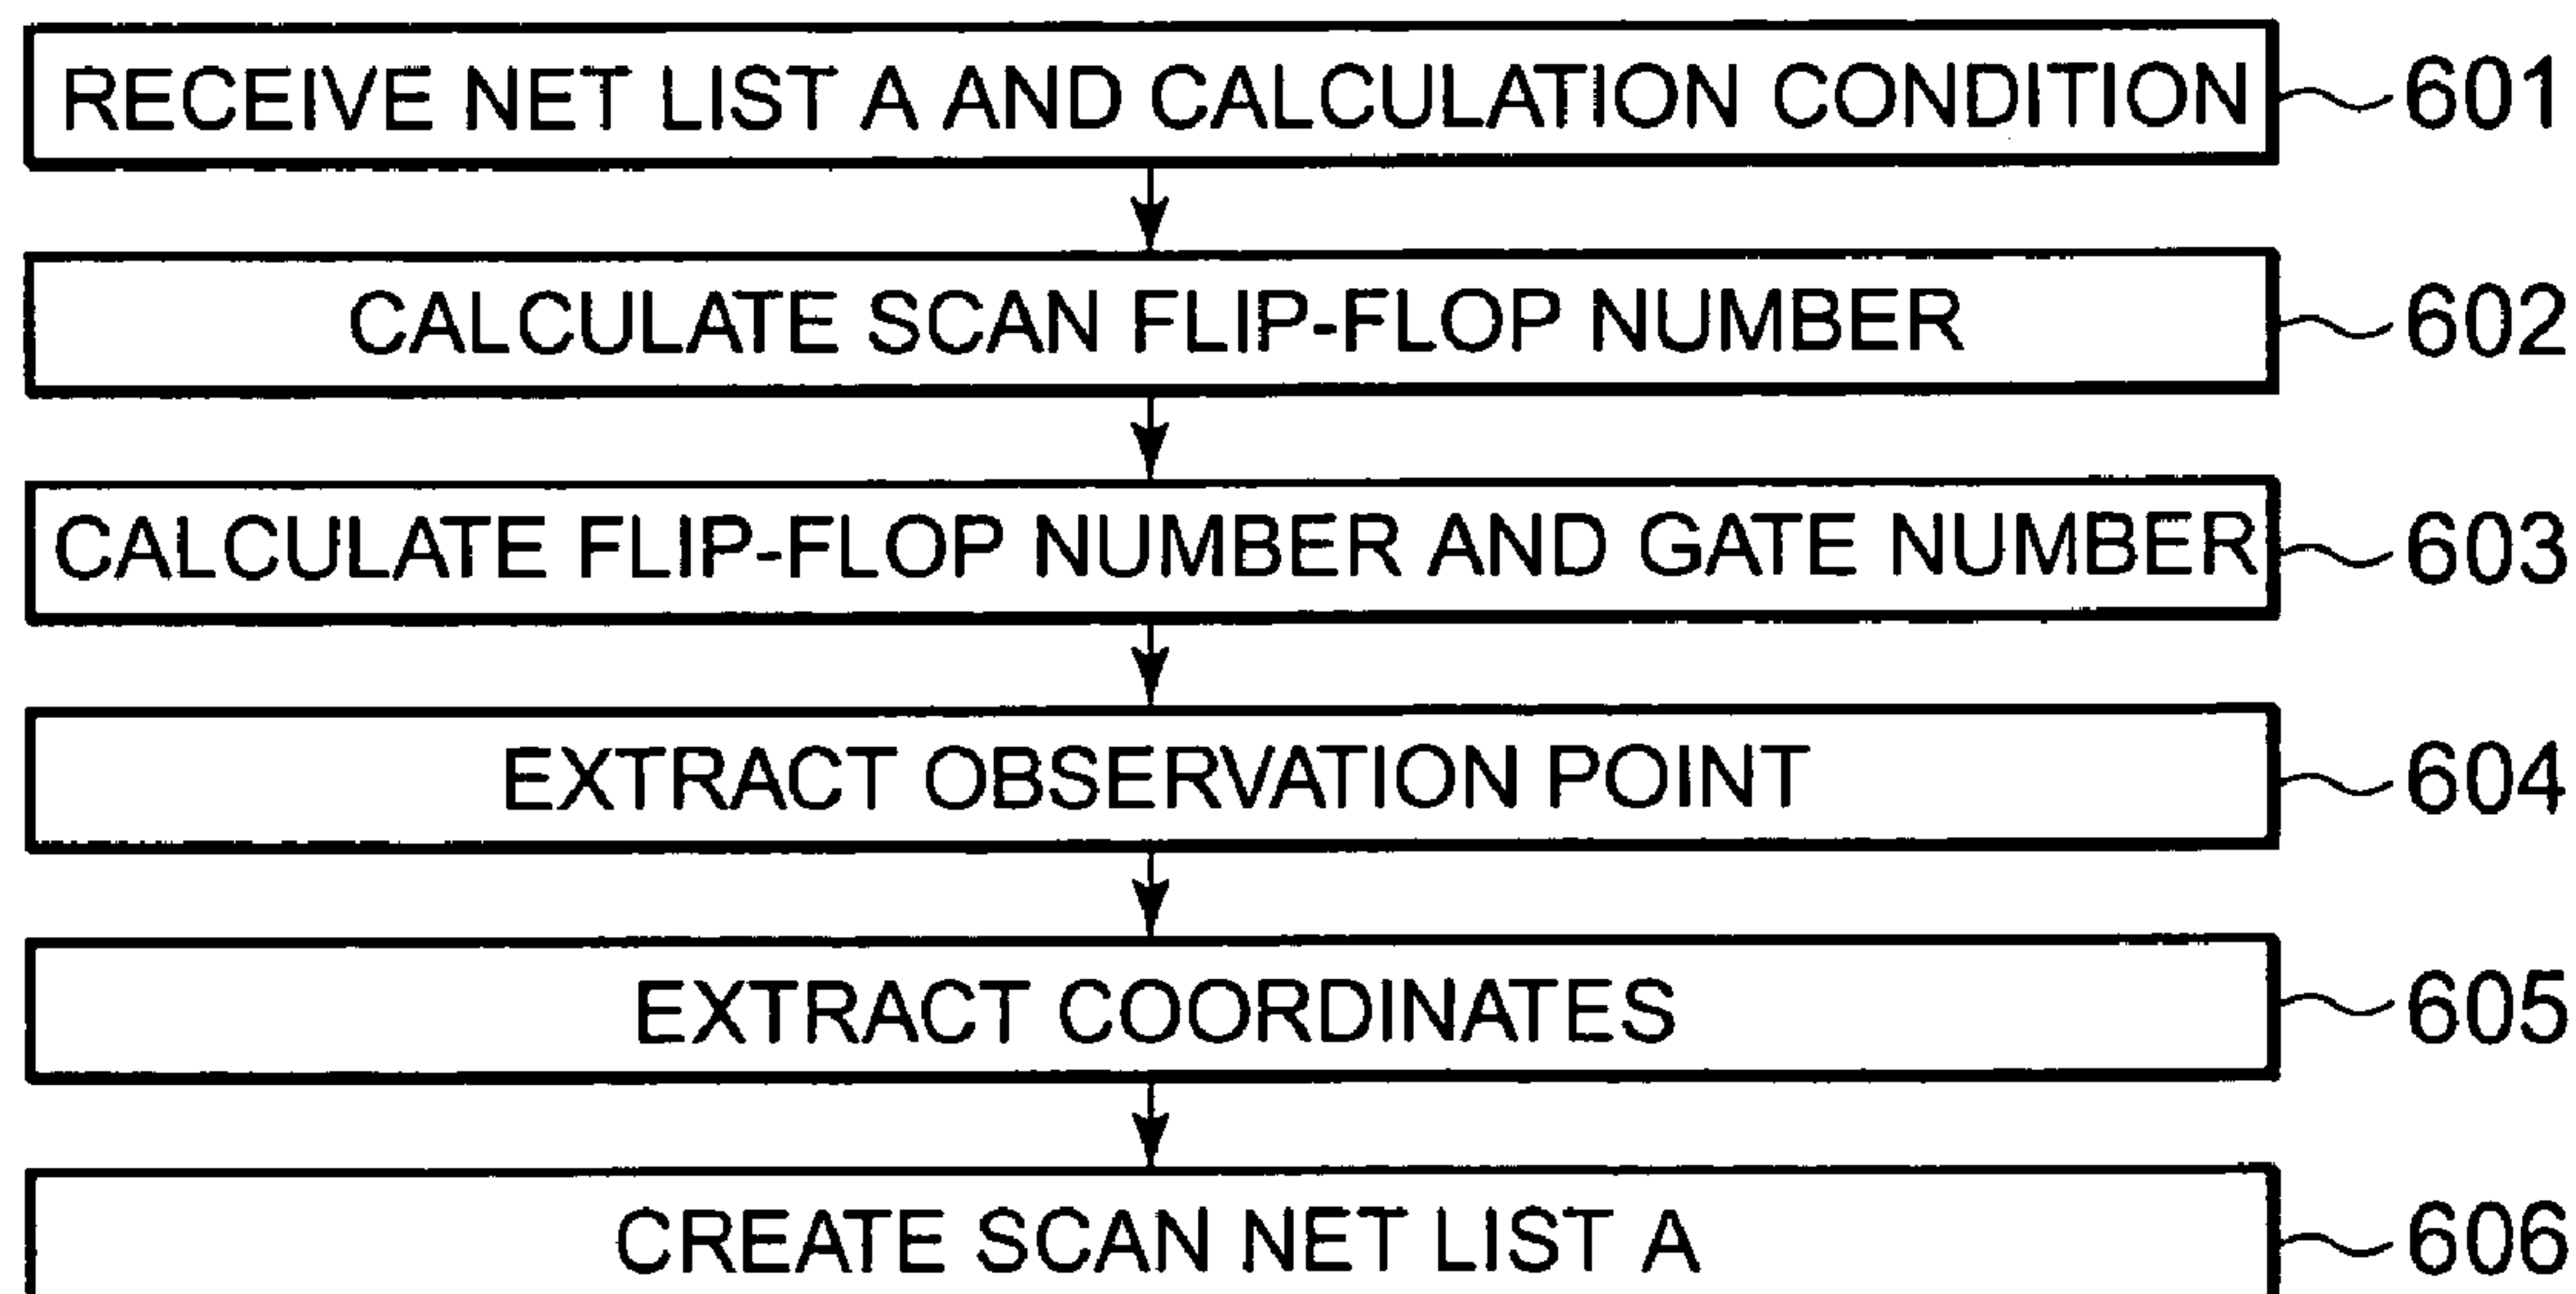 RECEIVE NET LIST A AND CALCULATION CONDITION 601
CALCULATE SCAN FLIP-FLOP NUMBER 602
CALCULATE FLIP-FLOP NUMBER AND GATE NUMBER 603
EXTRACT OBSERVATION POINT 604
EXTRACT COORDINATES 605
CREATE SCAN NET LIST A 606